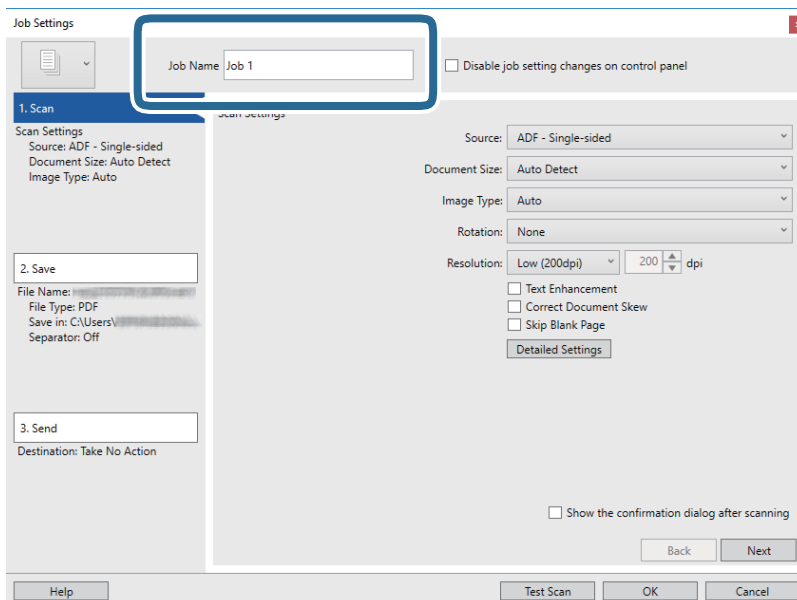 Job Settings
Job Name Job 1
Disable job setting changes on control panel
1. Scan
Scan Settings
Source: ADF - Single-sided
Document Size: Auto Detect
Image Type: Auto
2. Save
File Name:
File Type: PDF
Save in: C:\Users\
Separator: Off
3. Send
Destination: Take No Action
Scan Settings
Source: ADF - Single-sided
Document Size: Auto Detect
Image Type: Auto
Rotation: None
Resolution: Low (200dpi) 200 dpi
Text Enhancement
Correct Document Skew
Skip Blank Page
Detailed Settings
Show the confirmation dialog after scanning
Back Next
Help Test Scan OK Cancel